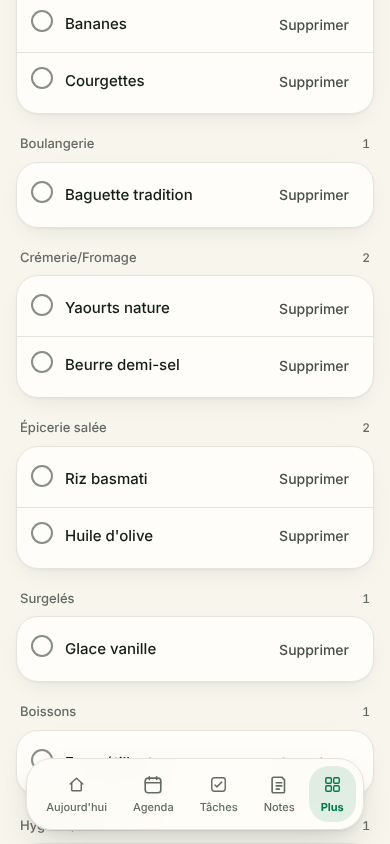 Bananes Supprimer
Courgettes Supprimer
Boulangerie 1
Baguette tradition Supprimer
Crémerie/Fromage 2
Yaourts nature Supprimer
Beurre demi-sel Supprimer
Épicerie salée 2
Riz basmati Supprimer
Huile d'olive Supprimer
Surgelés 1
Glace vanille Supprimer
Boissons 1
Aujourd'hui Agenda Tâches Notes Plus
1